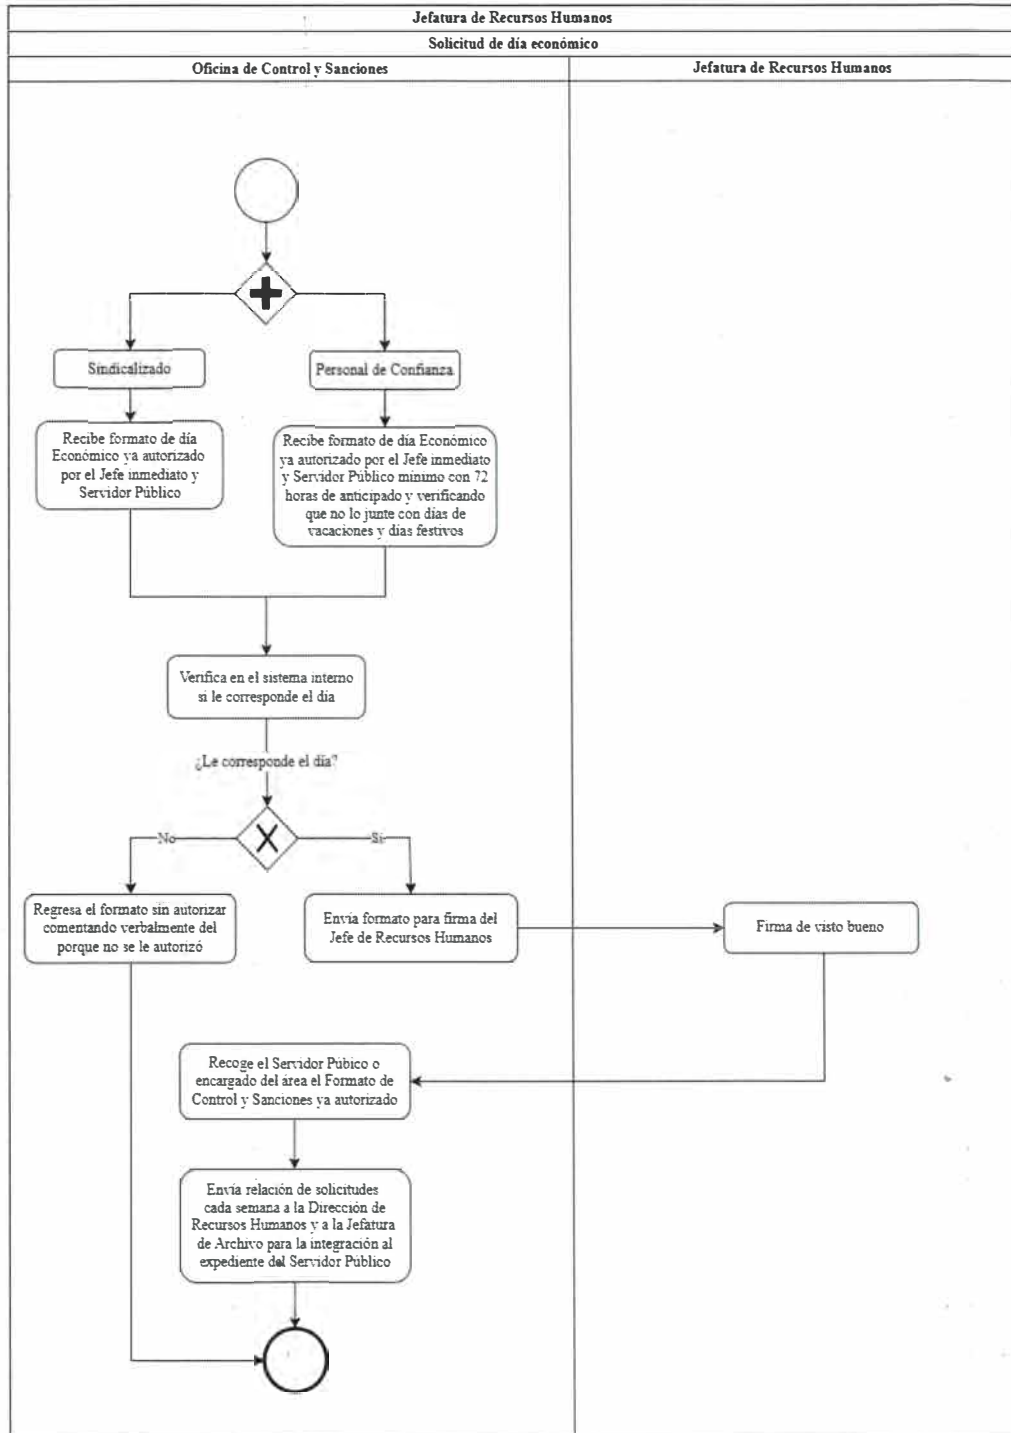 Jefatura de Recursos Humanos
Solicitud de día económico
Oficina de Control y Sanciones
Jefatura de Recursos Humanos
Sindicalizado
Personal de Confianza
Recibe formato de día
Económico ya autorizado
por el Jefe inmediato y
Servidor Público
Recibe formato de día Económico
ya autorizado por el Jefe inmediato
y Servidor Público mínimo con 72
horas de anticipado y verificando
que no lo junte con días de
vacaciones y días festivos
Verifica en el sistema interno
si le corresponde el día
¿Le corresponde el día?
No
Si
Regresa el formato sin autorizar
comentando verbalmente del
porque no se le autorizó
Envía formato para firma del
Jefe de Recursos Humanos
Firma de visto bueno
Recoge el Servidor Púbico o
encargado del área el Formato de
Control y Sanciones ya autorizado
Envía relación de solicitudes
cada semana a la Dirección de
Recursos Humanos y a la Jefatura
de Archivo para la integración al
expediente del Servidor Público